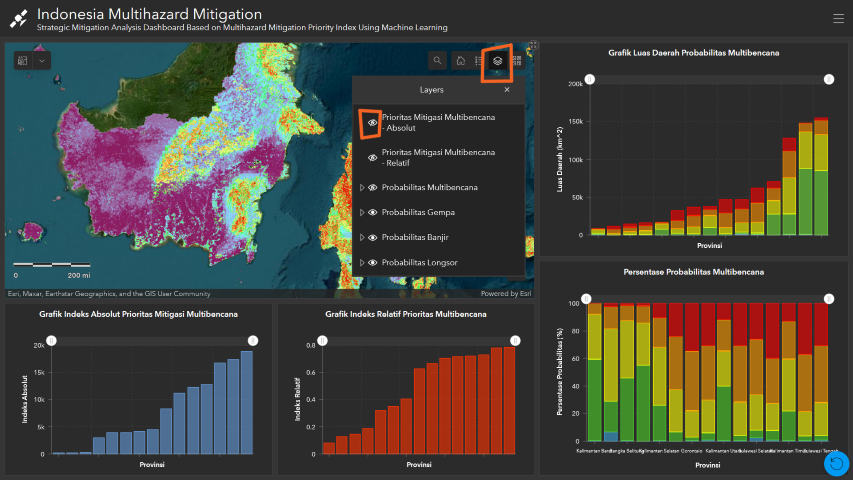 Indonesia Multihazard Mitigation
Strategic Mitigation Analysis Dashboard Based on Multihazard Mitigation Priority Index Using Machine Learning
Layers
Prioritas Mitigasi Multibencana
- Absolut
Prioritas Mitigasi Multibencana
- Relatif
Probabilitas Multibencana
Probabilitas Gempa
Probabilitas Banjir
Probabilitas Longsor
0 200 mi
Esri, Maxar, Earthstar Geographics, and the GIS User Community
Powered by Esri
Grafik Luas Daerah Probabilitas Multibencana
Luas Daerah (km^2)
200k
150k
100k
50k
0
Provinsi
Persentase Probabilitas Multibencana
Persentase Probabilitas (%)
100
80
60
40
20
0
Kalimantan Barat
Bangka Belitung
Kalimantan Selatan
Gorontalo
Kalimantan Utara
Sulawesi Selatan
Kalimantan Timur
Sulawesi Tengah
Provinsi
Grafik Indeks Absolut Prioritas Mitigasi Multibencana
Indeks Absolut
20k
15k
10k
5k
0
Provinsi
Grafik Indeks Relatif Prioritas Multibencana
Indeks Relatif
0.8
0.6
0.4
0.2
0.0
Provinsi